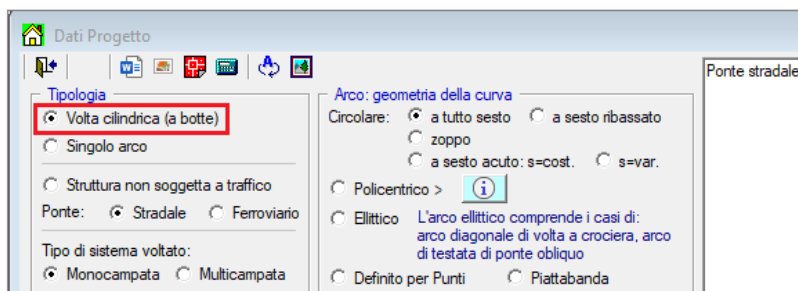 Dati Progetto
Ponte stradale
Tipologia
Volta cilindrica (a botte)
Singolo arco
Struttura non soggetta a traffico
Ponte: Stradale Ferroviario
Tipo di sistema voltato:
Monocampata Multicampata
Arco: geometria della curva
Circolare: a tutto sesto a sesto ribassato
zoppo
a sesto acuto: s=cost. s=var.
Policentrico >
Ellittico L'arco ellittico comprende i casi di:
arco diagonale di volta a crociera, arco
di testata di ponte obliquo
Definito per Punti Piattabanda